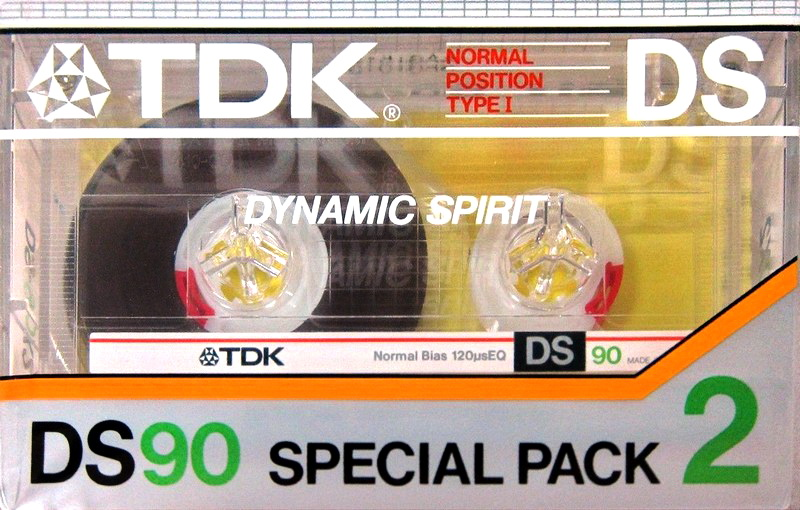 TDK® NORMAL POSITION TYPE I DS
DYNAMIC SPIRIT
TDK Normal Bias 120µsEQ DS 90 MADE
DS90 SPECIAL PACK 2